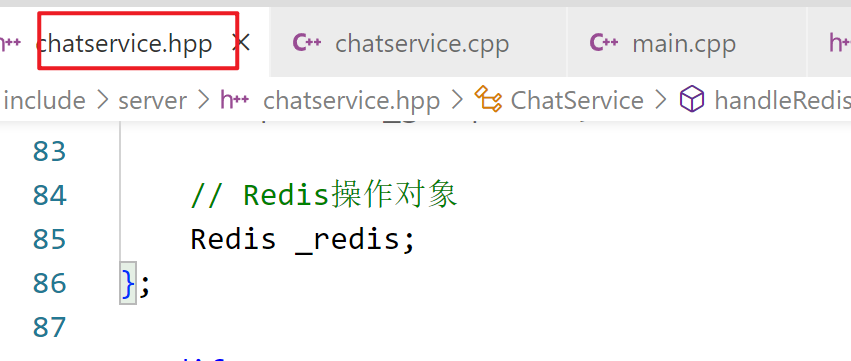 chatservice.hpp × chatservice.cpp main.cpp
include > server > chatservice.hpp > ChatService > handleRedis
83
84 // Redis操作对象
85 Redis _redis;
86 };
87